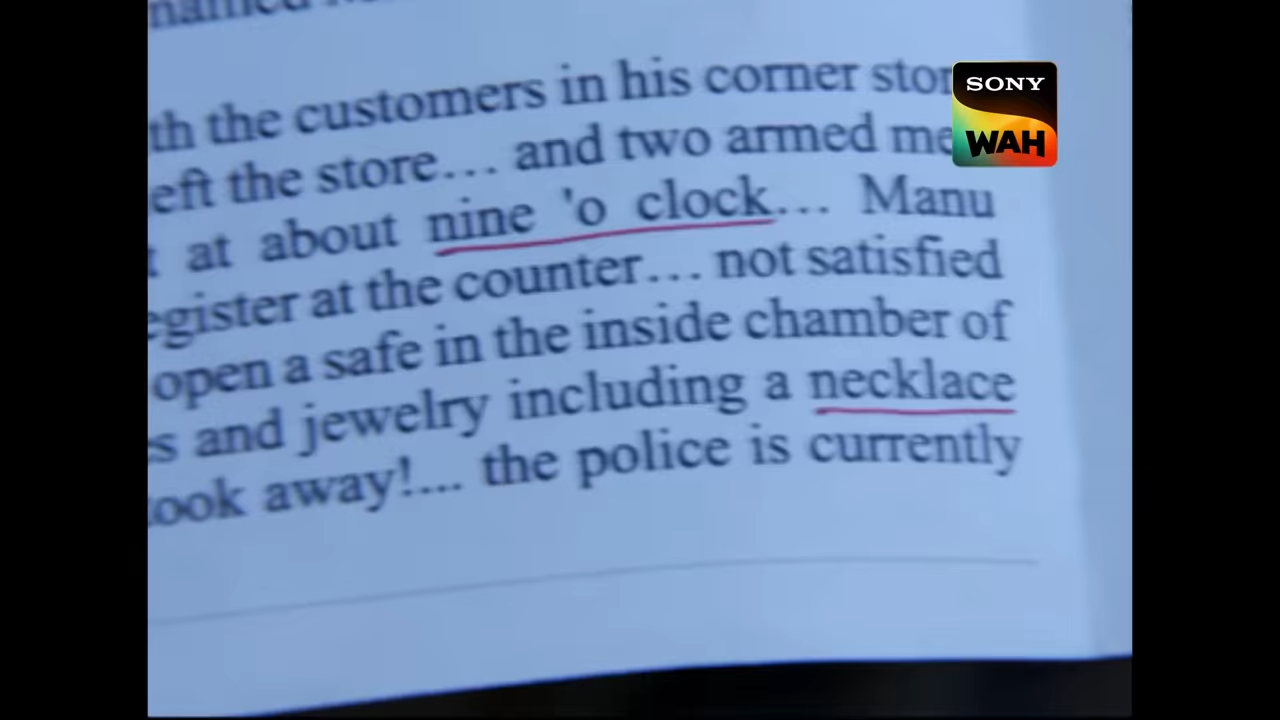 th the customers in his corner stor
eft the store... and two armed me
t at about nine 'o clock... Manu
egister at the counter... not satisfied
open a safe in the inside chamber of
s and jewelry including a necklace
took away!... the police is currently
SONY
WAH